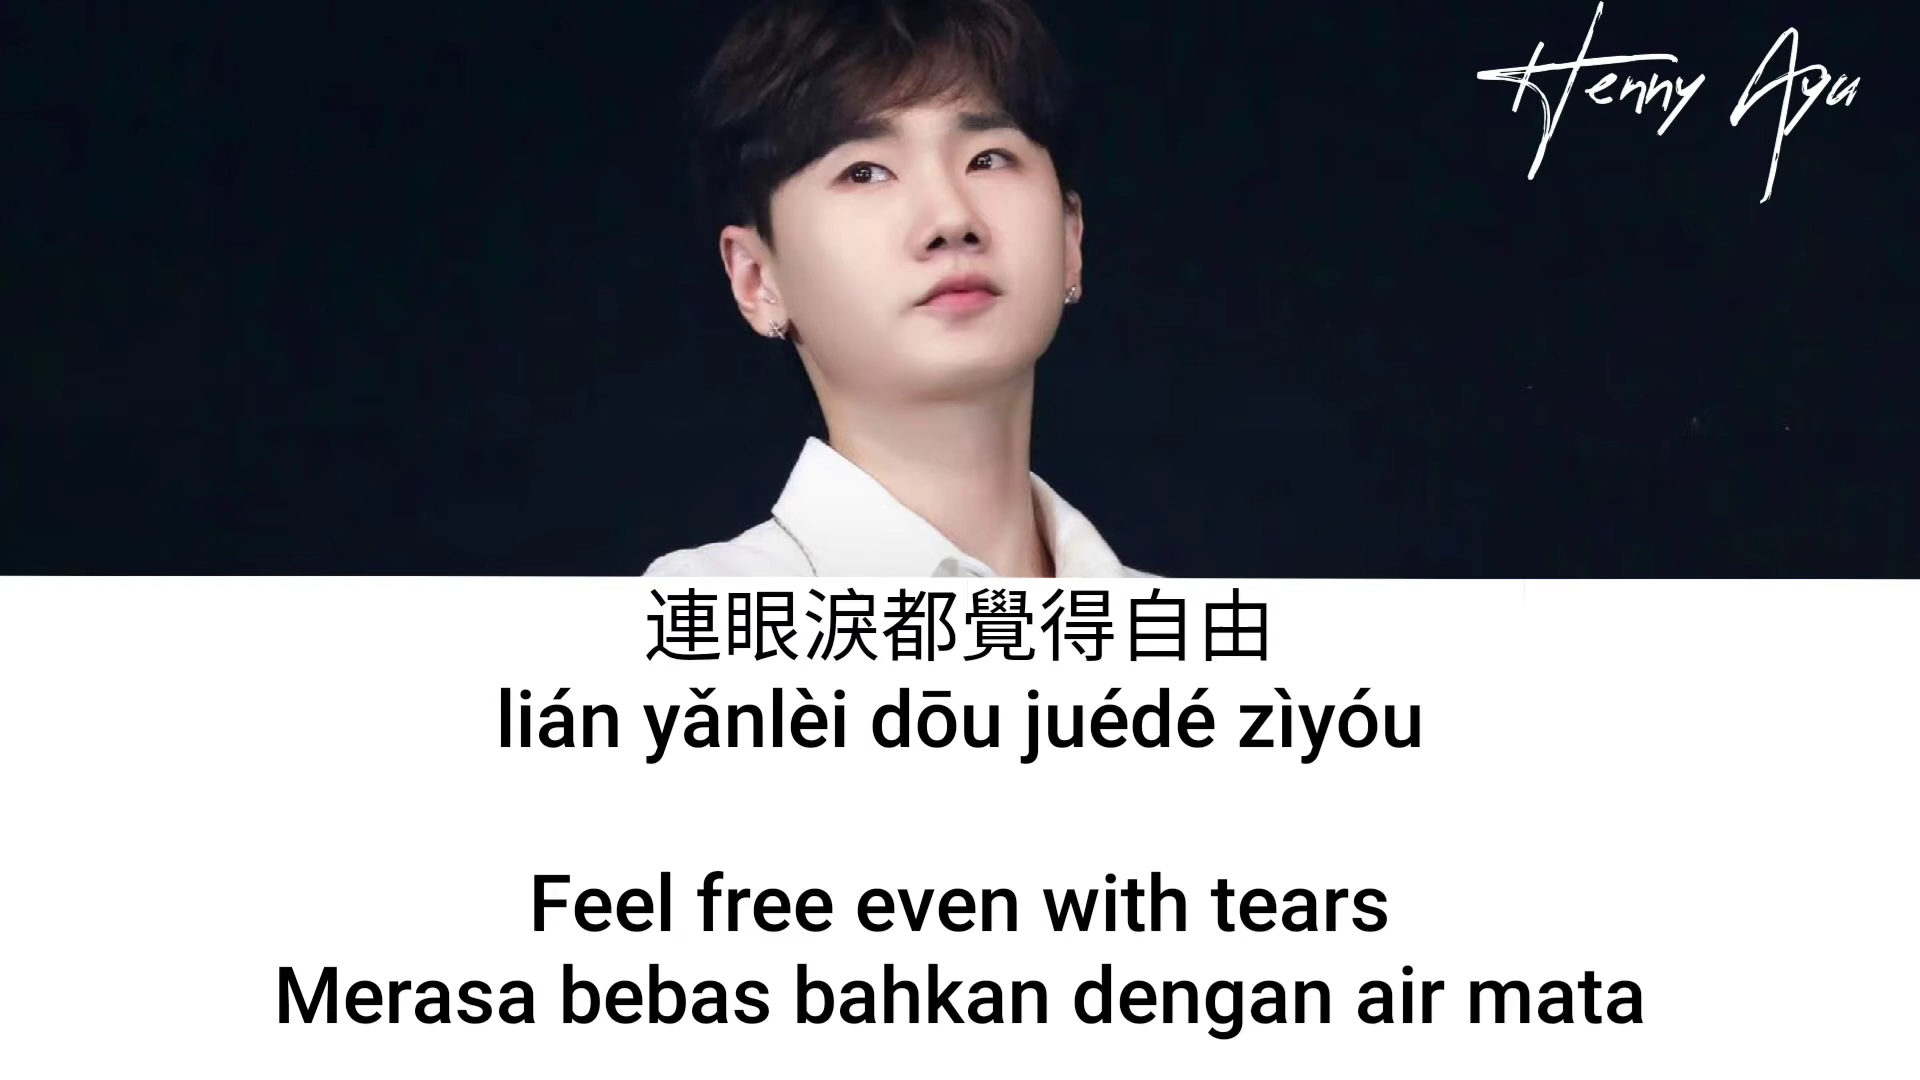 Henny Ayu
連眼淚都覺得自由
lián yǎnlèi dōu juédé zìyóu
Feel free even with tears
Merasa bebas bahkan dengan air mata